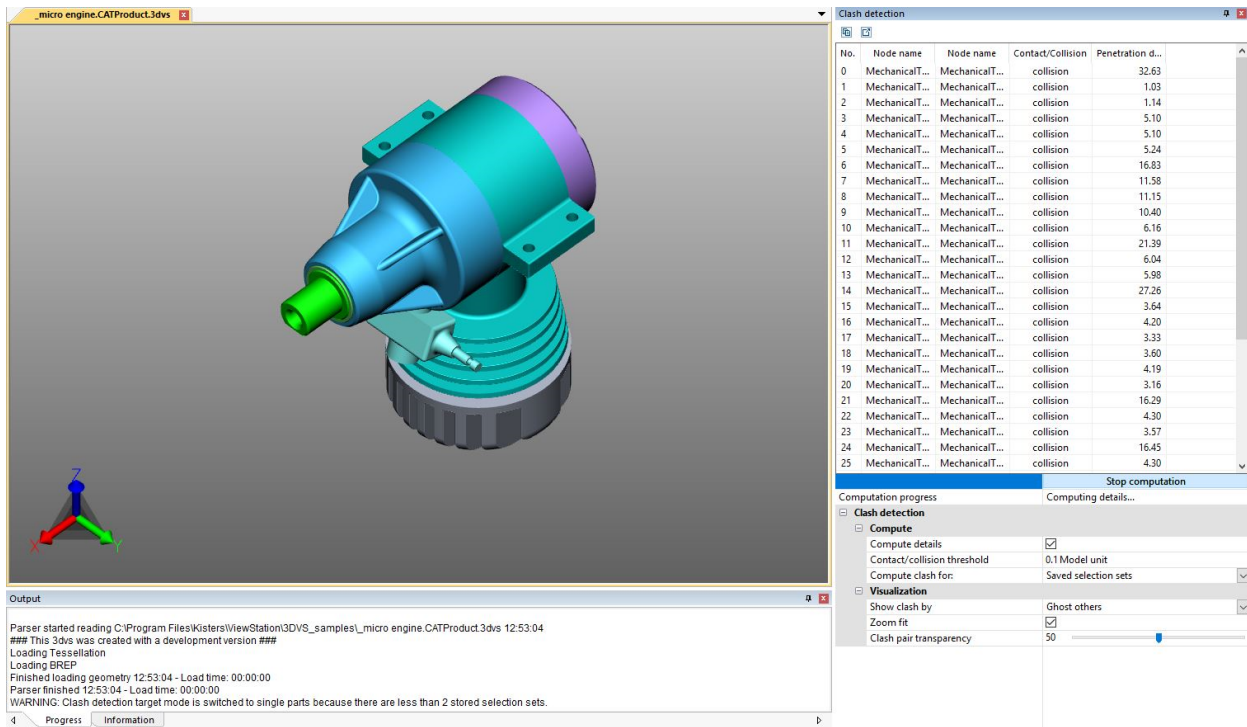 _micro engine.CATProduct.3dvs
Z
X
Y
Output
Parser started reading C:\Program Files\Kisters\ViewStation\3DVS_samples\_micro engine.CATProduct.3dvs 12:53:04
### This 3dvs was created with a development version ###
Loading Tessellation
Loading BREP
Finished loading geometry 12:53:04 - Load time: 00:00:00
Parser finished 12:53:04 - Load time: 00:00:00
WARNING: Clash detection target mode is switched to single parts because there are less than 2 stored selection sets.
Progress Information
Clash detection
No. Node name Node name Contact/Collision Penetration d...
0 MechanicalT... MechanicalT... collision 32.63
1 MechanicalT... MechanicalT... collision 1.03
2 MechanicalT... MechanicalT... collision 1.14
3 MechanicalT... MechanicalT... collision 5.10
4 MechanicalT... MechanicalT... collision 5.10
5 MechanicalT... MechanicalT... collision 5.24
6 MechanicalT... MechanicalT... collision 16.83
7 MechanicalT... MechanicalT... collision 11.58
8 MechanicalT... MechanicalT... collision 11.15
9 MechanicalT... MechanicalT... collision 10.40
10 MechanicalT... MechanicalT... collision 6.16
11 MechanicalT... MechanicalT... collision 21.39
12 MechanicalT... MechanicalT... collision 6.04
13 MechanicalT... MechanicalT... collision 5.98
14 MechanicalT... MechanicalT... collision 27.26
15 MechanicalT... MechanicalT... collision 3.64
16 MechanicalT... MechanicalT... collision 4.20
17 MechanicalT... MechanicalT... collision 3.33
18 MechanicalT... MechanicalT... collision 3.60
19 MechanicalT... MechanicalT... collision 4.19
20 MechanicalT... MechanicalT... collision 3.16
21 MechanicalT... MechanicalT... collision 16.29
22 MechanicalT... MechanicalT... collision 4.30
23 MechanicalT... MechanicalT... collision 3.57
24 MechanicalT... MechanicalT... collision 16.45
25 MechanicalT... MechanicalT... collision 4.30
Stop computation
Computation progress Computing details...
Clash detection
Compute
Compute details
Contact/collision threshold 0.1 Model unit
Compute clash for: Saved selection sets
Visualization
Show clash by Ghost others
Zoom fit
Clash pair transparency 50